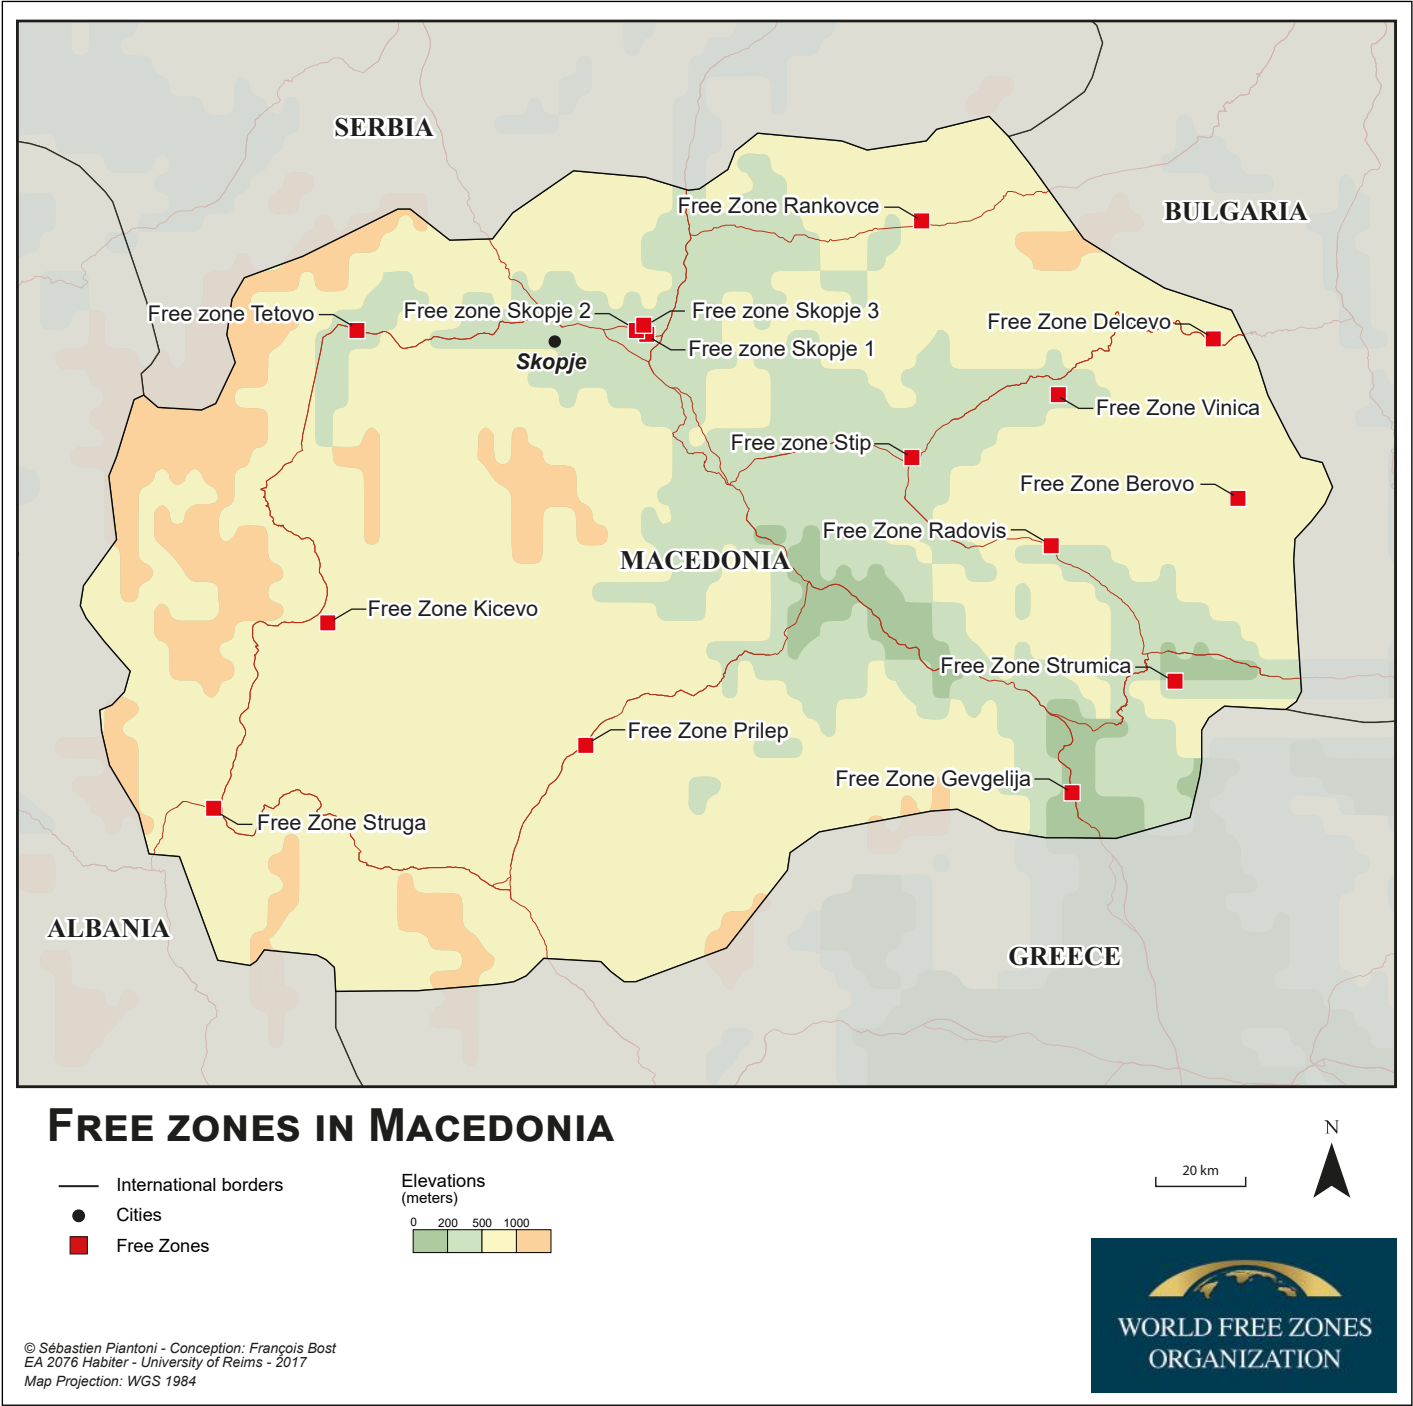 SERBIA
BULGARIA
Free Zone Rankovce
Free zone Tetovo
Free zone Skopje 2
Free zone Skopje 3
Free Zone Delcevo
Skopje
Free zone Skopje 1
Free Zone Vinica
Free zone Stip
Free Zone Berovo
Free Zone Radovis
MACEDONIA
Free Zone Kicevo
Free Zone Strumica
Free Zone Prilep
Free Zone Gevgelija
Free Zone Struga
ALBANIA
GREECE
FREE ZONES IN MACEDONIA
International borders
Cities
Free Zones
Elevations
(meters)
0 200 500 1000
20 km
N
WORLD FREE ZONES
ORGANIZATION
© Sébastien Piantoni - Conception: François Bost
EA 2076 Habiter - University of Reims - 2017
Map Projection: WGS 1984